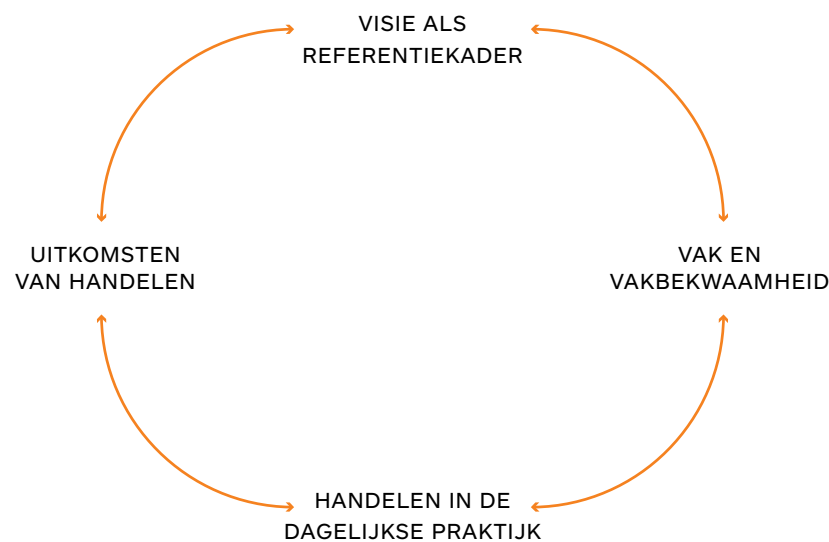 VISIE ALS
REFERENTIEKADER
UITKOMSTEN
VAN HANDELEN
VAK EN
VAKBEKWAAMHEID
HANDELEN IN DE
DAGELIJKSE PRAKTIJK